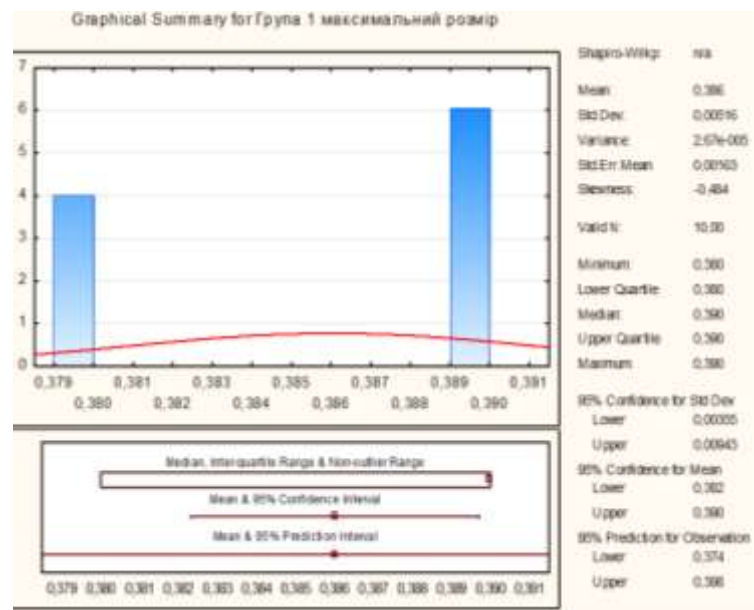 Graphical Summary for Група 1 максимальний розмір
7
6
5
4
3
2
1
0
0,379 0,381 0,383 0,385 0,387 0,389 0,391
0,380 0,382 0,384 0,386 0,388 0,390
Median, Inter-quartile Range & Non-outlier Range
Mean & 95% Confidence Interval
Mean & 95% Prediction Interval
0,379 0,380 0,381 0,382 0,383 0,384 0,385 0,386 0,387 0,388 0,389 0,390 0,391
Shapiro-Wilk p: n/a
Mean: 0,386
Std.Dev.: 0,00516
Variance: 2,67e-005
Std.Err.Mean 0,00163
Skewness: -0,484
Valid N: 10,00
Minimum: 0,380
Lower Quartile 0,380
Median: 0,390
Upper Quartile 0,390
Maximum: 0,390
95% Confidence for Std Dev
Lower 0,00355
Upper 0,00943
95% Confidence for Mean
Lower 0,382
Upper 0,390
95% Prediction for Observation
Lower 0,374
Upper 0,398